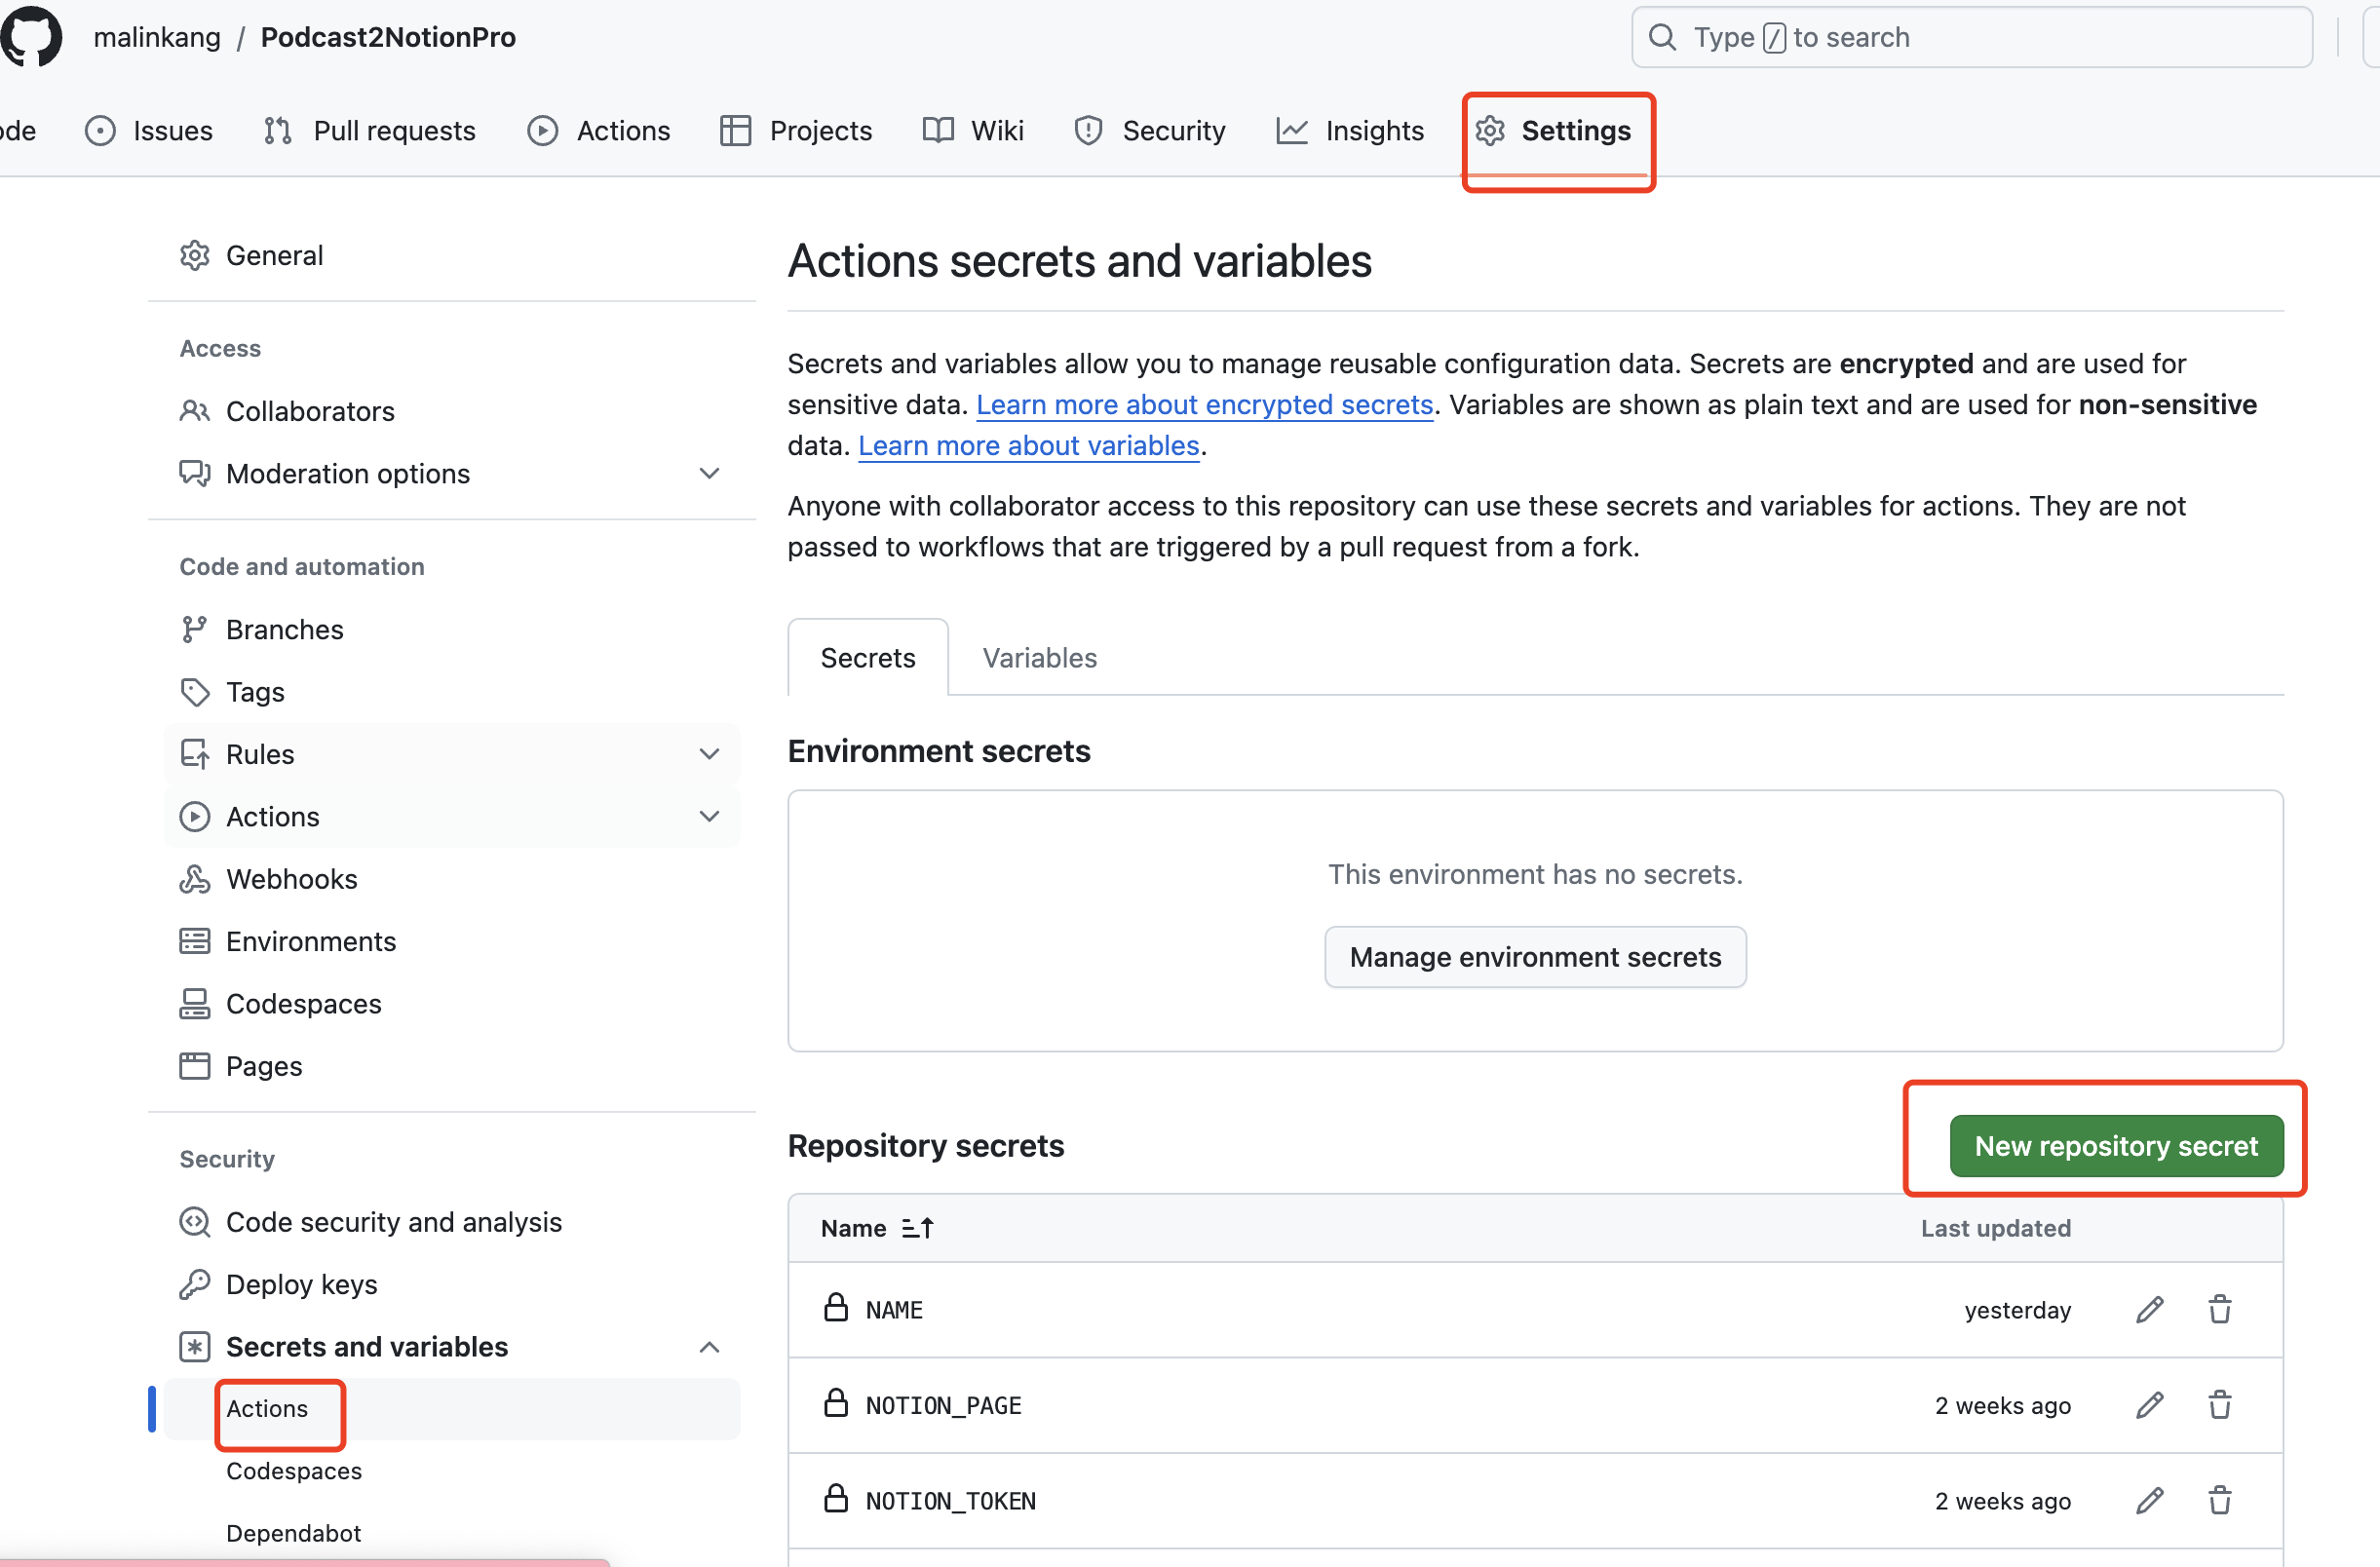 malinkang / Podcast2NotionPro
Type / to search
Issues
Pull requests
Actions
Projects
Wiki
Security
Insights
Settings
General
Access
Collaborators
Moderation options
Code and automation
Branches
Tags
Rules
Actions
Webhooks
Environments
Codespaces
Pages
Security
Code security and analysis
Deploy keys
Secrets and variables
Actions
Codespaces
Dependabot
Actions secrets and variables
Secrets and variables allow you to manage reusable configuration data. Secrets are encrypted and are used for
sensitive data. Learn more about encrypted secrets. Variables are shown as plain text and are used for non-sensitive
data. Learn more about variables.
Anyone with collaborator access to this repository can use these secrets and variables for actions. They are not
passed to workflows that are triggered by a pull request from a fork.
Secrets
Variables
Environment secrets
This environment has no secrets.
Manage environment secrets
Repository secrets
New repository secret
Name
Last updated
NAME
yesterday
NOTION_PAGE
2 weeks ago
NOTION_TOKEN
2 weeks ago